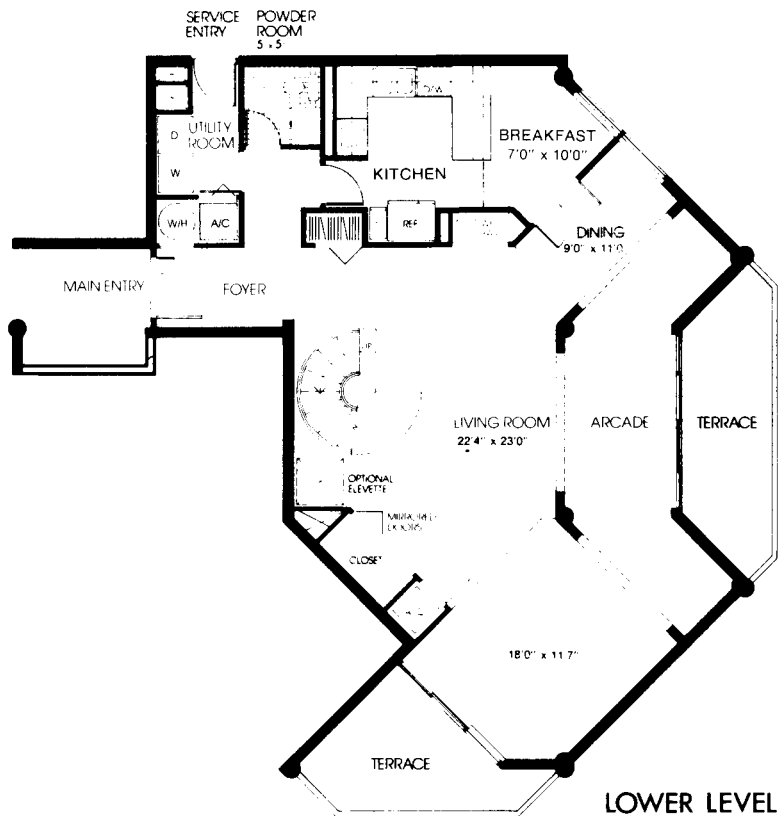 SERVICE
ENTRY
POWDER
ROOM
5 x 5
D/W
UTILITY
ROOM
D
W
BREAKFAST
7'0" x 10'0"
KITCHEN
W/H
A/C
REF
DINING
9'0" x 11'0
MAIN ENTRY
FOYER
UP
LIVING ROOM
22'4" x 23'0"
ARCADE
TERRACE
OPTIONAL
ELEVETTE
MIRRORED
DOORS
CLOSET
18'0" x 11'7"
TERRACE
LOWER LEVEL